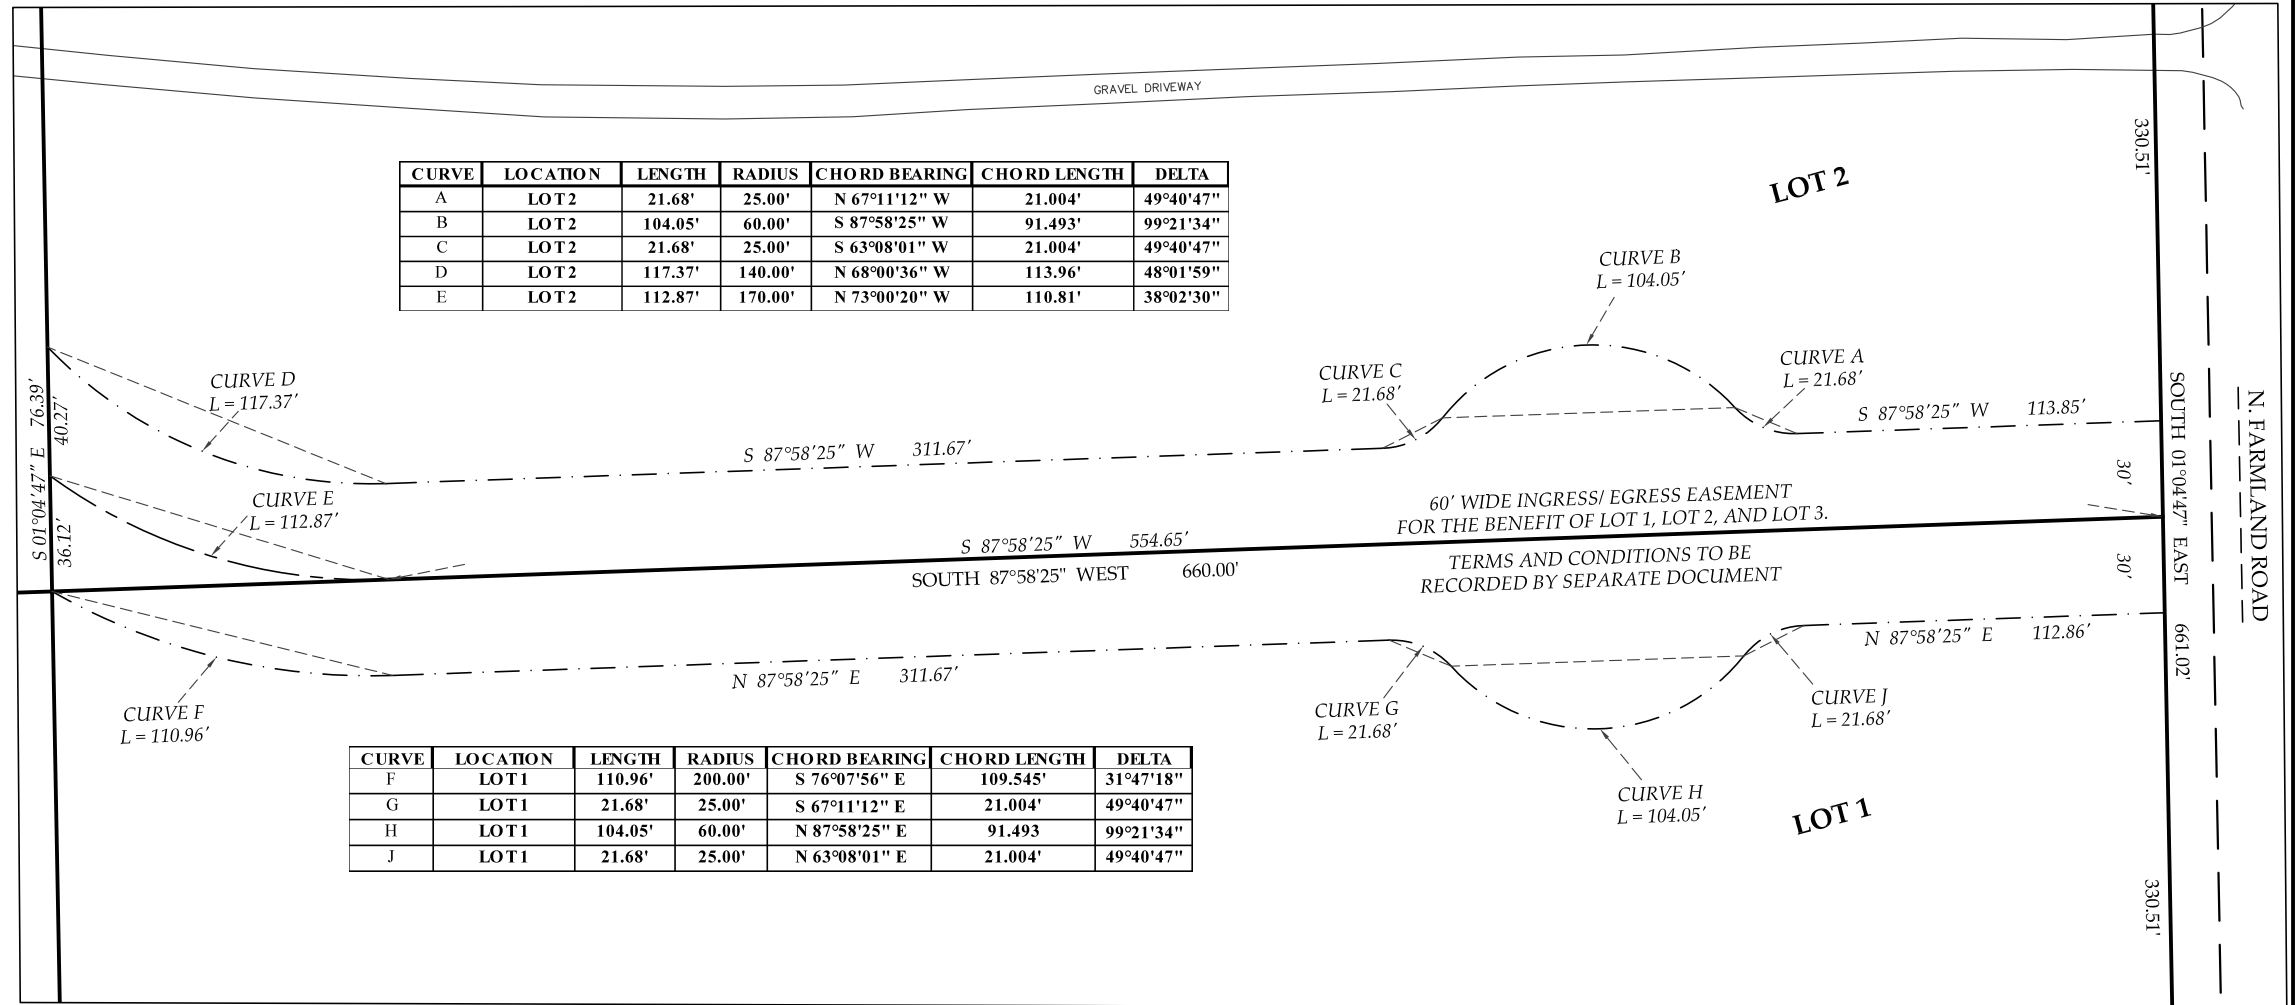 GRAVEL DRIVEWAY
330.51'
LOT 2
CURVE LOCATION LENGTH RADIUS CHORD BEARING CHORD LENGTH DELTA
A LOT 2 21.68' 25.00' N 67°11'12" W 21.004' 49°40'47"
B LOT 2 104.05' 60.00' S 87°58'25" W 91.493' 99°21'34"
C LOT 2 21.68' 25.00' S 63°08'01" W 21.004' 49°40'47"
D LOT 2 117.37' 140.00' N 68°00'36" W 113.96' 48°01'59"
E LOT 2 112.87' 170.00' N 73°00'20" W 110.81' 38°02'30"
CURVE B
L = 104.05'
CURVE C
L = 21.68'
CURVE A
L = 21.68'
CURVE D
L = 117.37'
S 87°58'25" W 113.85'
S 87°58'25" W 311.67'
S 01°04'47" E 76.39'
40.27'
36.12'
CURVE E
L = 112.87'
30'
30'
SOUTH 01°04'47" EAST 661.02'
N. FARMLAND ROAD
60' WIDE INGRESS/ EGRESS EASEMENT
FOR THE BENEFIT OF LOT 1, LOT 2, AND LOT 3.
S 87°58'25" W 554.65'
SOUTH 87°58'25" WEST 660.00'
TERMS AND CONDITIONS TO BE
RECORDED BY SEPARATE DOCUMENT
N 87°58'25" E 112.86'
N 87°58'25" E 311.67'
CURVE F
L = 110.96'
CURVE G
L = 21.68'
CURVE J
L = 21.68'
CURVE H
L = 104.05'
LOT 1
CURVE LOCATION LENGTH RADIUS CHORD BEARING CHORD LENGTH DELTA
F LOT 1 110.96' 200.00' S 76°07'56" E 109.545' 31°47'18"
G LOT 1 21.68' 25.00' S 67°11'12" E 21.004' 49°40'47"
H LOT 1 104.05' 60.00' N 87°58'25" E 91.493 99°21'34"
J LOT 1 21.68' 25.00' N 63°08'01" E 21.004' 49°40'47"
330.51'